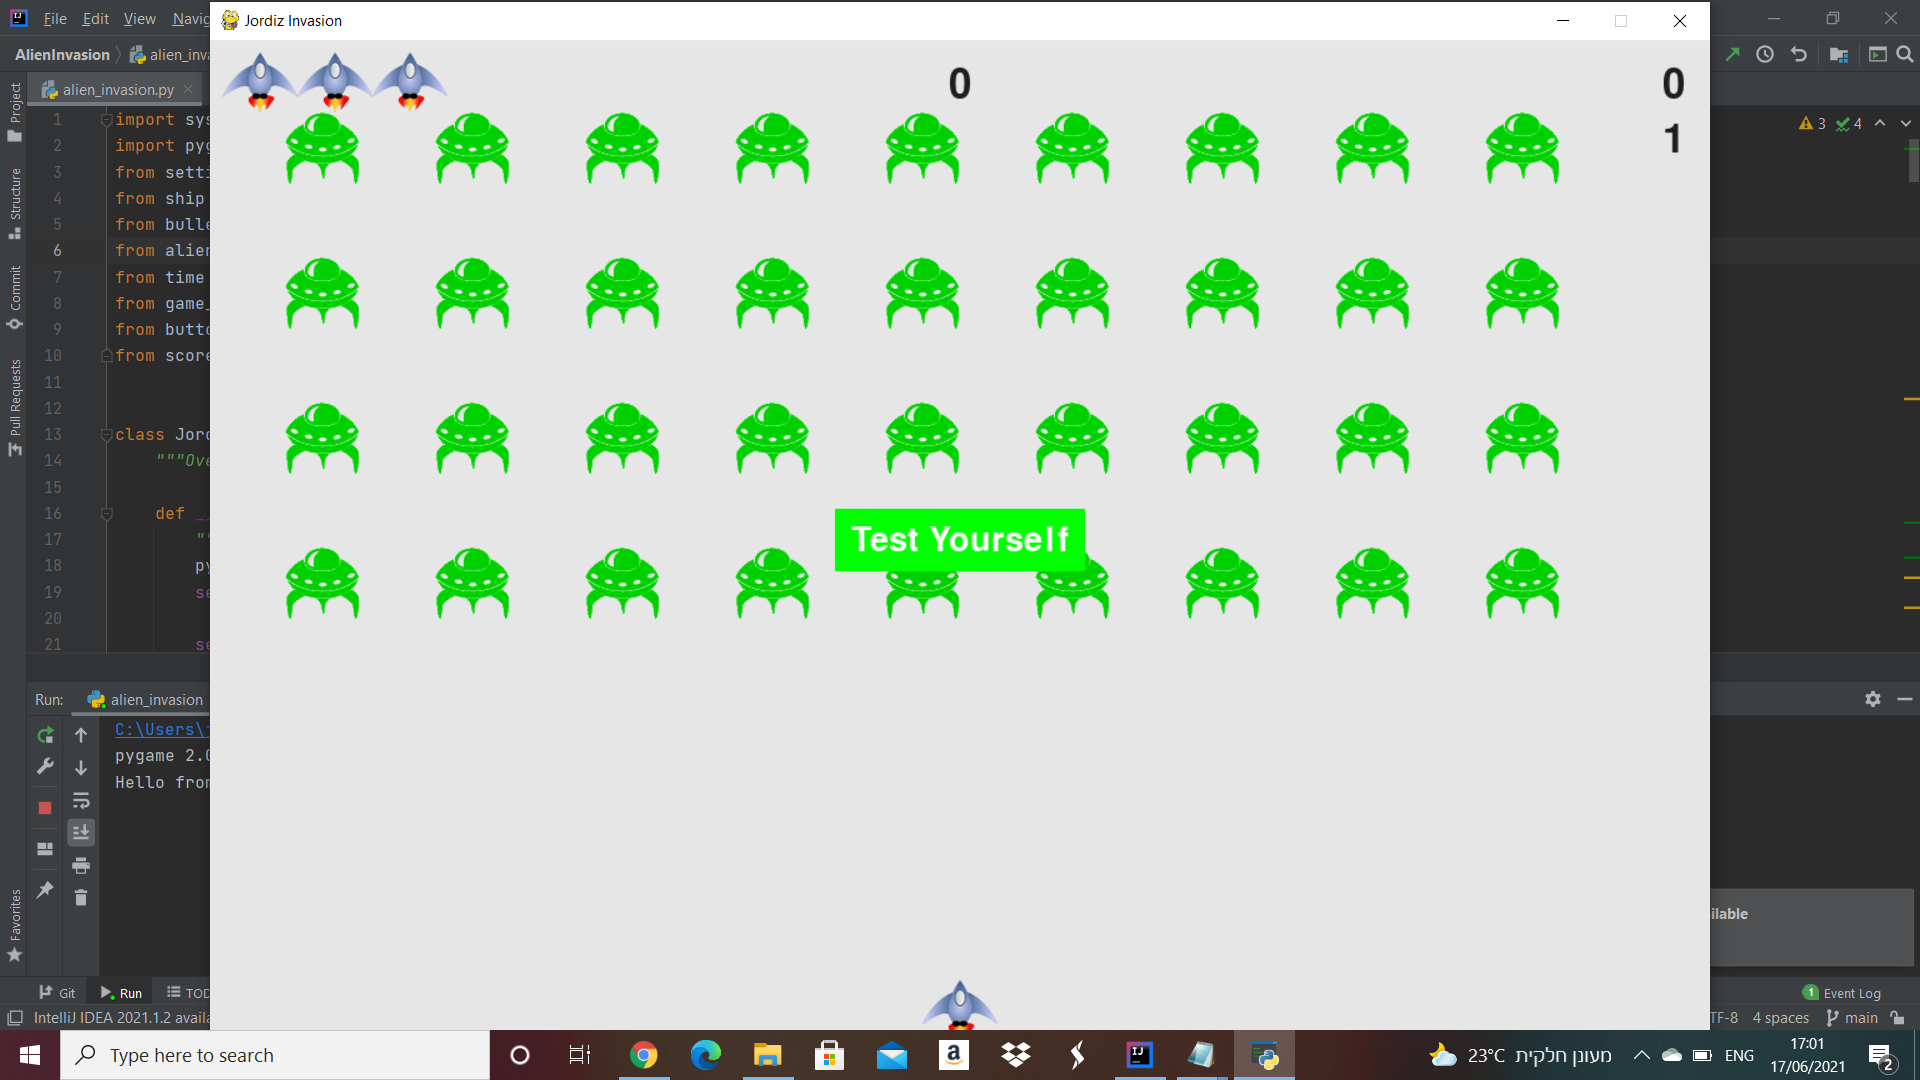 File Edit View Navig
Jordiz Invasion
AlienInvasion
alien_inva
alien_invasion.py
0
0
1
3
4
Project
Structure
Commit
Pull Requests
Favorites
1 import sys
2 import pyg
3 from setti
4 from ship
5 from bulle
6 from alien
7 from time
8 from game_
9 from butto
10 from score
11
12
13 class Jord
14 """Ove
15
16 def __
17 ""
18 py
19 se
20
21 se
Test Yourself
Run:
alien_invasion
C:\Users\
pygame 2.0
Hello from
ilable
Git
Run
TOD
1 Event Log
IntelliJ IDEA 2021.1.2 availa
TF-8
4 spaces
main
Type here to search
23°C
מעונן חלקית
ENG
17:01
17/06/2021
2